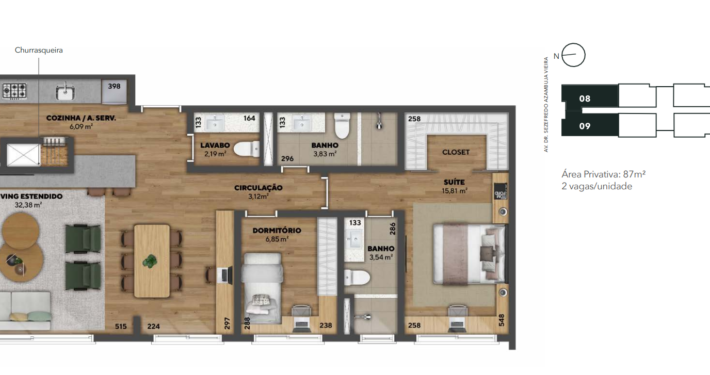 Churrasqueira
398
COZINHA / A. SERV.
6,09 m²
133
164
LAVABO
2,19 m²
133
BANHO
3,83 m²
296
258
CLOSET
VING ESTENDIDO
32,38 m²
CIRCULAÇÃO
3,12m²
SUÍTE
15,81 m²
DORMITÓRIO
6,85 m²
133
286
BANHO
3,54 m²
515
224
297
288
238
258
548
AV. DR. SEZEFREDO AZAMBUJA VIEIRA
N
08
09
Área Privativa: 87m²
2 vagas/unidade